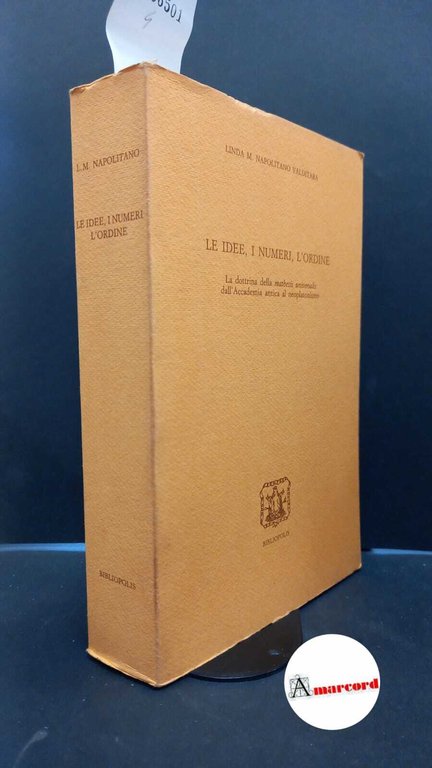 L.M. NAPOLITANO
LE IDEE, I NUMERI
L'ORDINE
BIBLIOPOLIS
LINDA M. NAPOLITANO VALDITARA
LE IDEE, I NUMERI, L'ORDINE
La dottrina della mathesis universalis
dall'Accademia antica al neoplatonismo
BIBLIOPOLIS
Amarcord